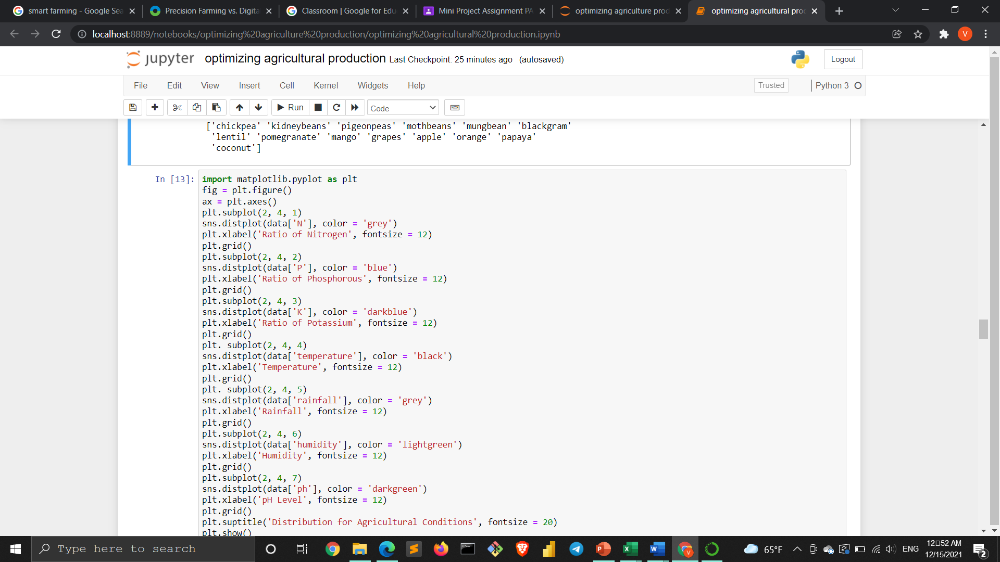 smart farming - Google Sea
Precision Farming vs. Digita
Classroom | Google for Edu
Mini Project Assignment PA
optimizing agriculture prod
optimizing agricultural proc
localhost:8889/notebooks/optimizing%20agriculture%20production/optimizing%20agricultural%20production.ipynb
V
jupyter optimizing agricultural production Last Checkpoint: 25 minutes ago (autosaved)
Logout
File Edit View Insert Cell Kernel Widgets Help
Trusted
Python 3
Run
Code
['chickpea' 'kidneybeans' 'pigeonpeas' 'mothbeans' 'mungbean' 'blackgram'
'lentil' 'pomegranate' 'mango' 'grapes' 'apple' 'orange' 'papaya'
'coconut']
In [13]: import matplotlib.pyplot as plt
fig = plt.figure()
ax = plt.axes()
plt.subplot(2, 4, 1)
sns.distplot(data['N'], color = 'grey')
plt.xlabel('Ratio of Nitrogen', fontsize = 12)
plt.grid()
plt.subplot(2, 4, 2)
sns.distplot(data['P'], color = 'blue')
plt.xlabel('Ratio of Phosphorous', fontsize = 12)
plt.grid()
plt.subplot(2, 4, 3)
sns.distplot(data['K'], color = 'darkblue')
plt.xlabel('Ratio of Potassium', fontsize = 12)
plt.grid()
plt. subplot(2, 4, 4)
sns.distplot(data['temperature'], color = 'black')
plt.xlabel('Temperature', fontsize = 12)
plt.grid()
plt. subplot(2, 4, 5)
sns.distplot(data['rainfall'], color = 'grey')
plt.xlabel('Rainfall', fontsize = 12)
plt.grid()
plt.subplot(2, 4, 6)
sns.distplot(data['humidity'], color = 'lightgreen')
plt.xlabel('Humidity', fontsize = 12)
plt.grid()
plt.subplot(2, 4, 7)
sns.distplot(data['ph'], color = 'darkgreen')
plt.xlabel('pH Level', fontsize = 12)
plt.grid()
plt.suptitle('Distribution for Agricultural Conditions', fontsize = 20)
plt.show()
Type here to search
65°F
ENG
12▯52 AM
12/15/2021
2